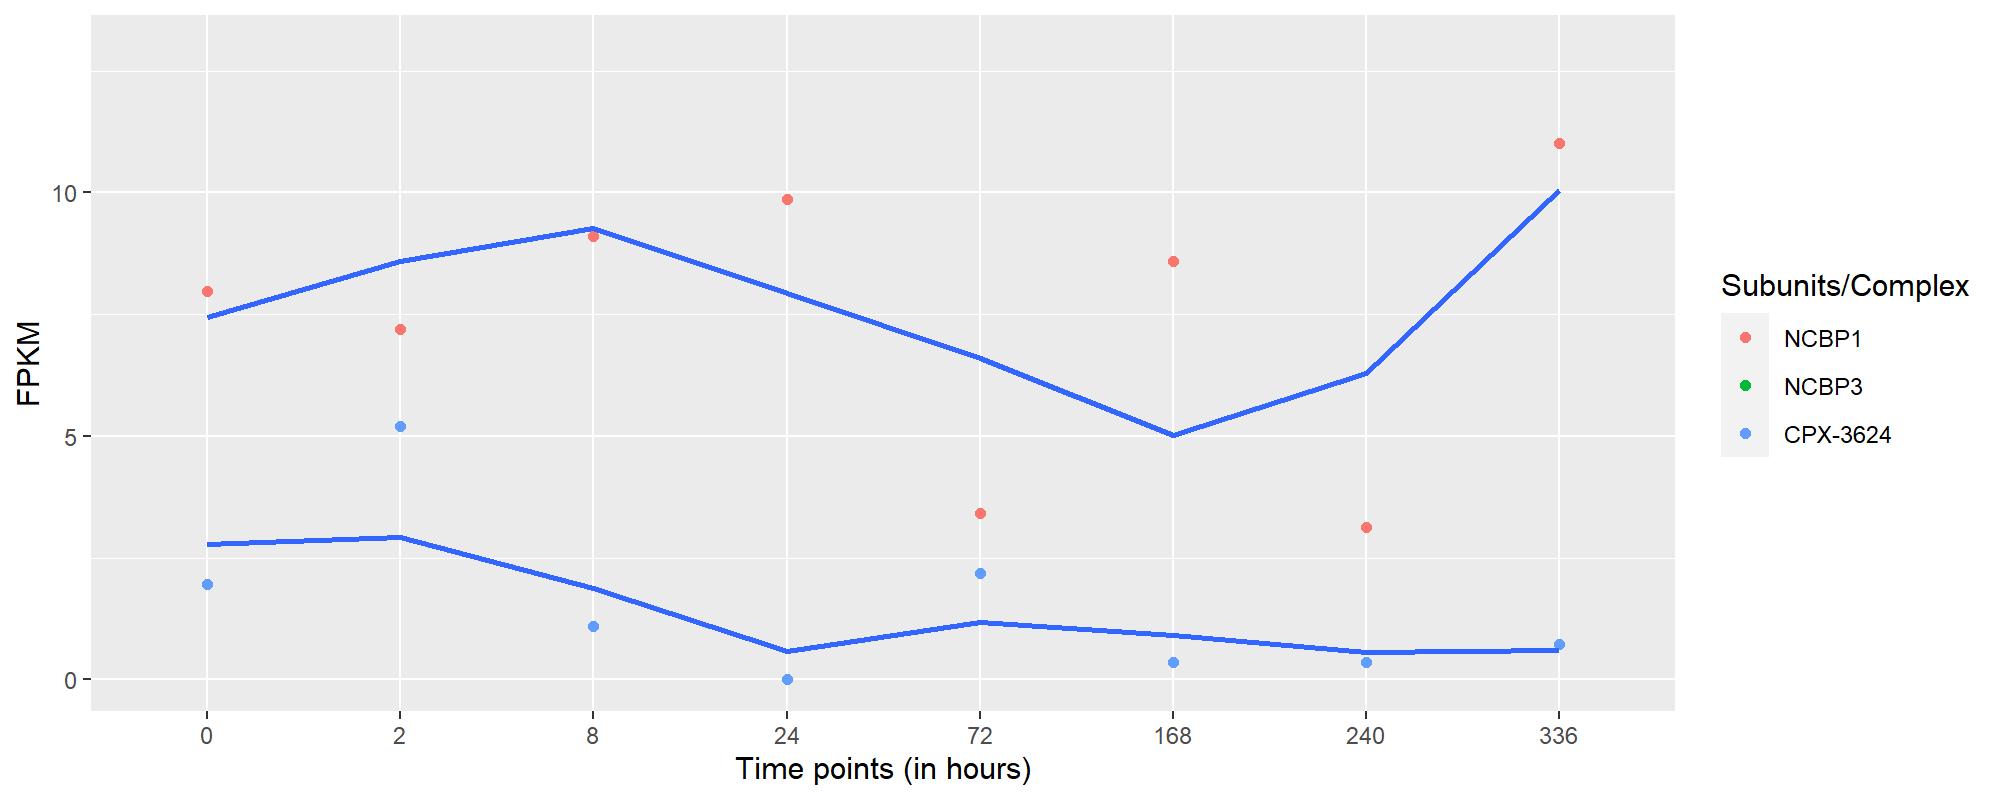 10
5
0
FPKM
0 2 8 24 72 168 240 336
Time points (in hours)
Subunits/Complex
NCBP1
NCBP3
CPX-3624